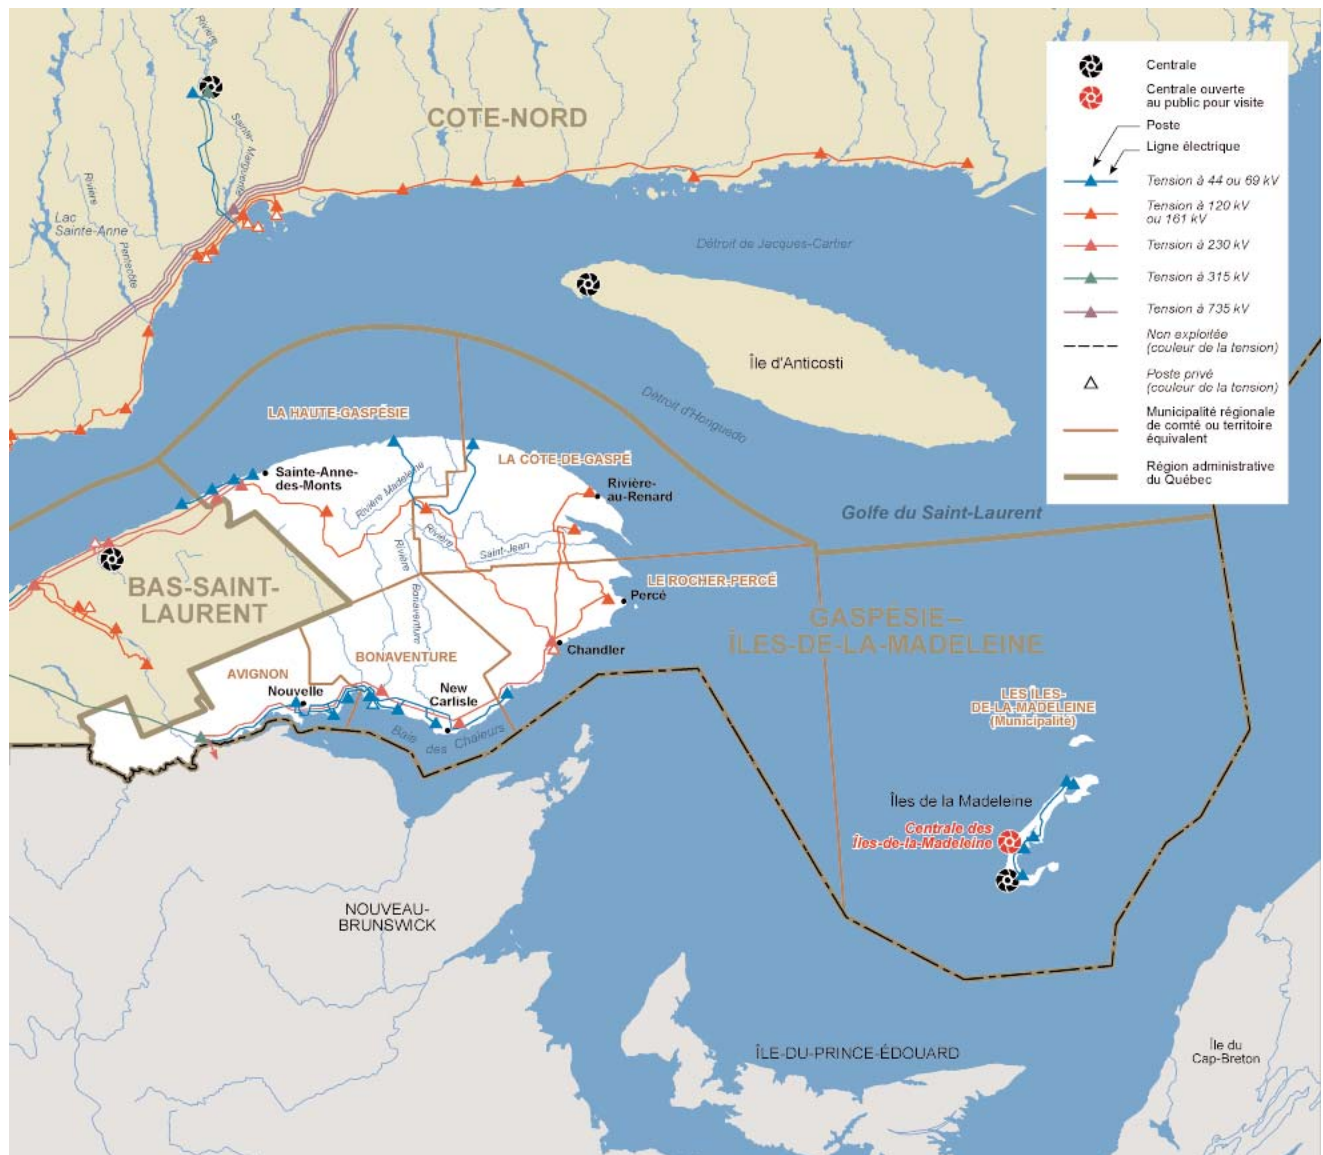 Rivière
Sainte-
Marguerite
COTE-NORD
Rivière
Pentecôte
Lac
Sainte-Anne
Détroit de Jacques-Cartier
Île d'Anticosti
Détroit d'Honguedo
LA HAUTE-GASPÉSIE
LA COTE-DE-GASPÉ
Sainte-Anne-
des-Monts
Rivière Madeleine
Rivière-
au-Renard
Rivière
Saint-Jean
Golfe du Saint-Laurent
BAS-SAINT-
LAURENT
Rivière
Bonaventure
LE ROCHER-PERCÉ
Percé
GASPÉSIE–
ÎLES-DE-LA-MADELEINE
Chandler
BONAVENTURE
AVIGNON
Nouvelle
New
Carlisle
Baie des Chaleurs
LES ÎLES-
DE-LA-MADELEINE
(Municipalité)
Îles de la Madeleine
Centrale des
Îles-de-la-Madeleine
NOUVEAU-
BRUNSWICK
ÎLE-DU-PRINCE-ÉDOUARD
Île du
Cap-Breton
Centrale
Centrale ouverte
au public pour visite
Poste
Ligne électrique
Tension à 44 ou 69 kV
Tension à 120 kV
ou 161 kV
Tension à 230 kV
Tension à 315 kV
Tension à 735 kV
Non exploitée
(couleur de la tension)
Poste privé
(couleur de la tension)
Municipalité régionale
de comté ou territoire
équivalent
Région administrative
du Québec